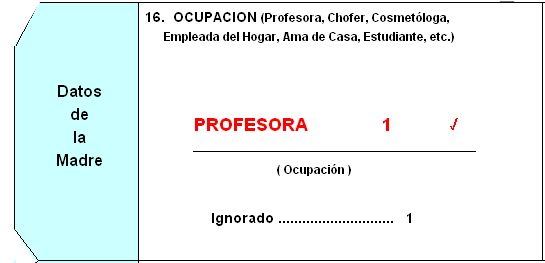 Datos
de
la
Madre
16. OCUPACION (Profesora, Chofer, Cosmetóloga,
Empleada del Hogar, Ama de Casa, Estudiante, etc.)
PROFESORA 1 √
( Ocupación )
Ignorado .............................. 1